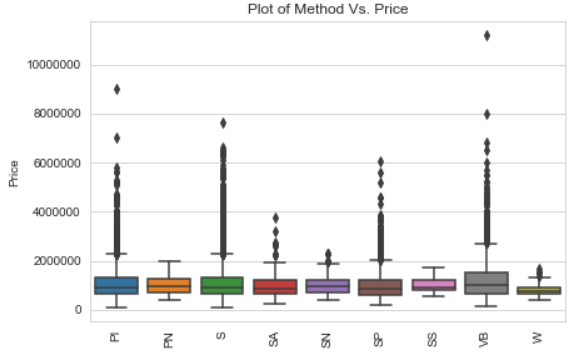 Plot of Method Vs. Price
Price
10000000
8000000
6000000
4000000
2000000
0
PI
PN
S
SA
SN
SP
SS
VB
W